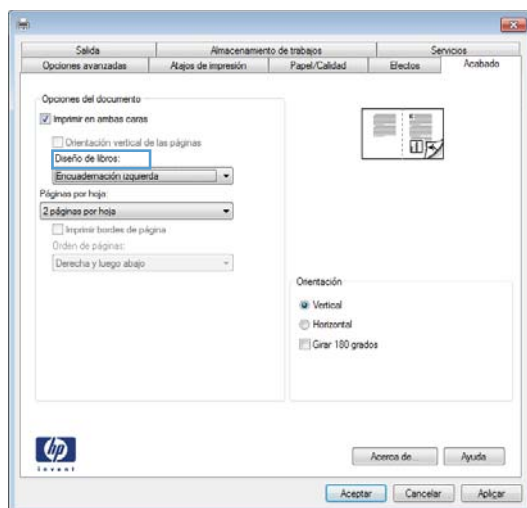 Salida Almacenamiento de trabajos Servicios
Opciones avanzadas Atajos de impresión Papel/Calidad Efectos Acabado
Opciones del documento
Imprimir en ambas caras
Orientación vertical de las páginas
Diseño de libros:
Encuadernación izquierda
Páginas por hoja:
2 páginas por hoja
Imprimir bordes de página
Orden de páginas:
Derecha y luego abajo
1
Orientación
Vertical
Horizontal
Girar 180 grados
hp
invent
Acerca de... Ayuda
Aceptar Cancelar Aplicar